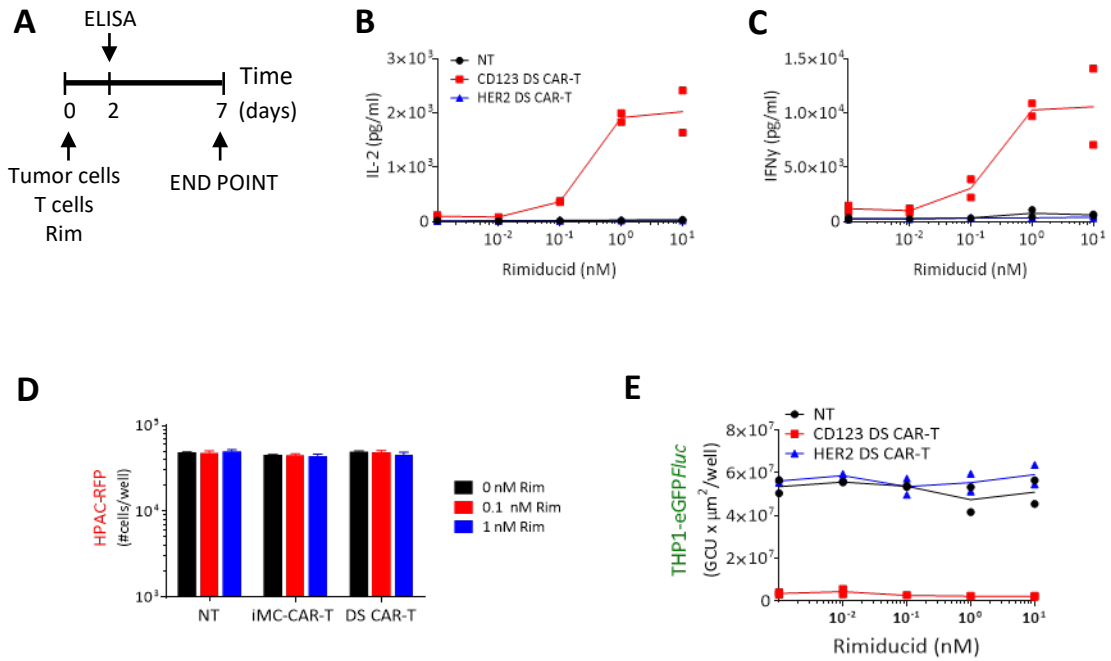 A
ELISA
Time
(days)
0
2
7
Tumor cells
T cells
Rim
END POINT
B
NT
CD123 DS CAR-T
HER2 DS CAR-T
3×10³
2×10³
1×10³
0
IL-2 (pg/ml)
10⁻² 10⁻¹ 10⁰ 10¹
Rimiducid (nM)
C
1.5×10⁴
1.0×10⁴
5.0×10³
0
IFNγ (pg/ml)
10⁻² 10⁻¹ 10⁰ 10¹
Rimiducid (nM)
D
HPAC-RFP
(#cells/well)
10⁵
10⁴
10³
NT iMC-CAR-T DS CAR-T
0 nM Rim
0.1 nM Rim
1 nM Rim
E
NT
CD123 DS CAR-T
HER2 DS CAR-T
THP1-eGFPFluc
(GCU x µm²/well)
8×10⁷
6×10⁷
4×10⁷
2×10⁷
0
10⁻² 10⁻¹ 10⁰ 10¹
Rimiducid (nM)